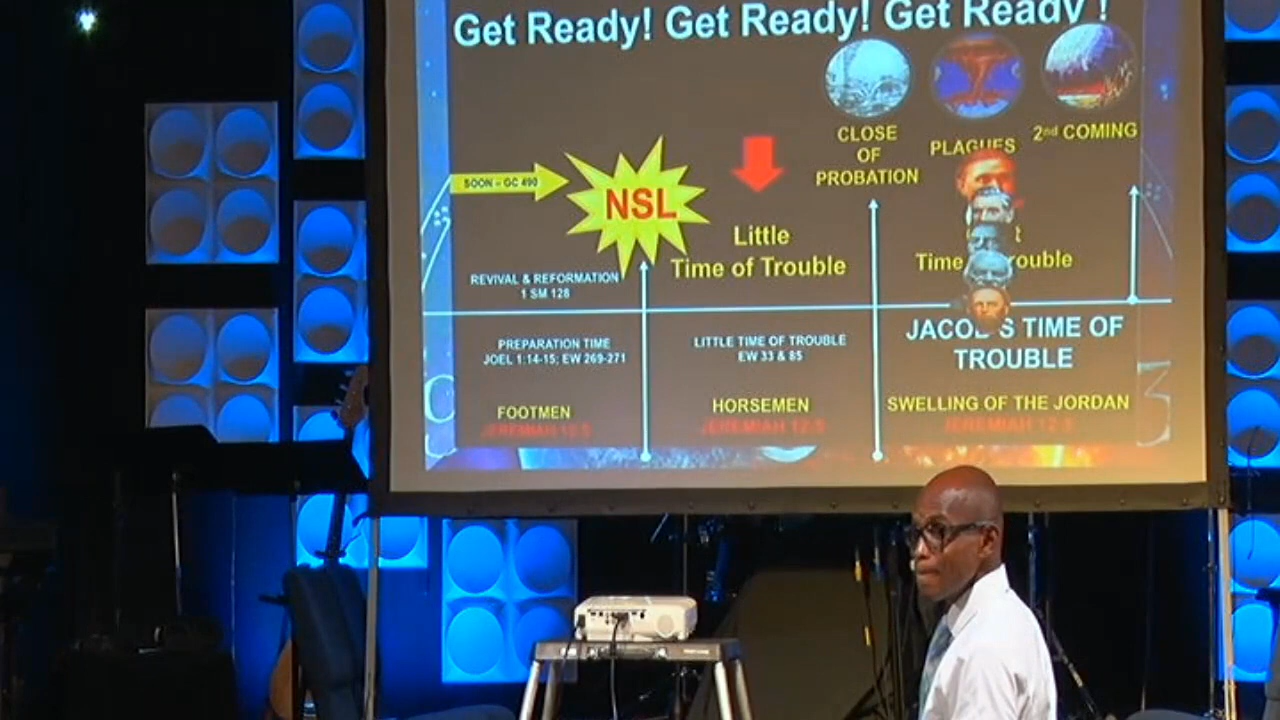 Get Ready! Get Ready! Get Ready !
CLOSE
OF
PROBATION
PLAGUES
2nd COMING
SOON – GC 490
NSL
Little
Time of Trouble
Time
REVIVAL & REFORMATION
1 SM 128
PREPARATION TIME
JOEL 1:14-15; EW 269-271
LITTLE TIME OF TROUBLE
EW 33 & 85
JACOB'S TIME OF
TROUBLE
FOOTMEN
JEREMIAH 12:5
HORSEMEN
JEREMIAH 12:5
SWELLING OF THE JORDAN
JEREMIAH 12:5